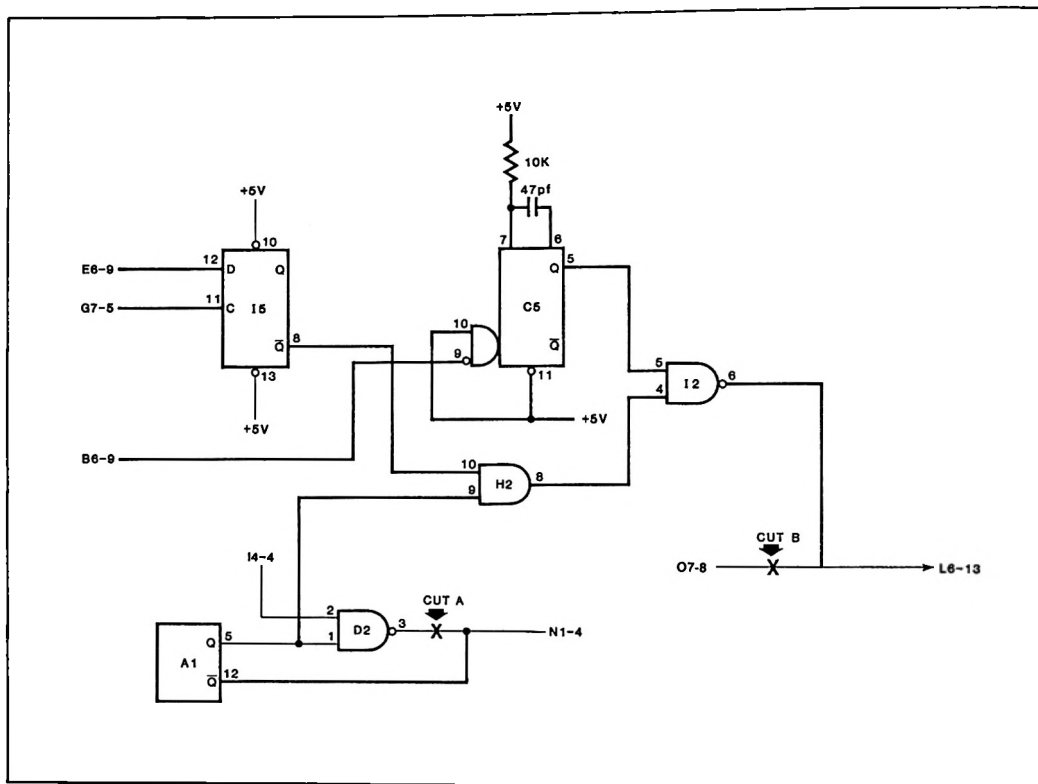 +5V
10K
47pf
+5V
7
6
10
E6-9
12
D
Q
Q
5
G7-5
11
C
I5
C5
10
Q̅
8
9
Q̅
5
I2
6
13
11
4
+5V
+5V
B6-9
10
H2
8
9
CUT B
I4-4
O7-8
X
L6-13
2
CUT A
D2
3
X
N1-4
Q
5
1
A1
Q̅
12